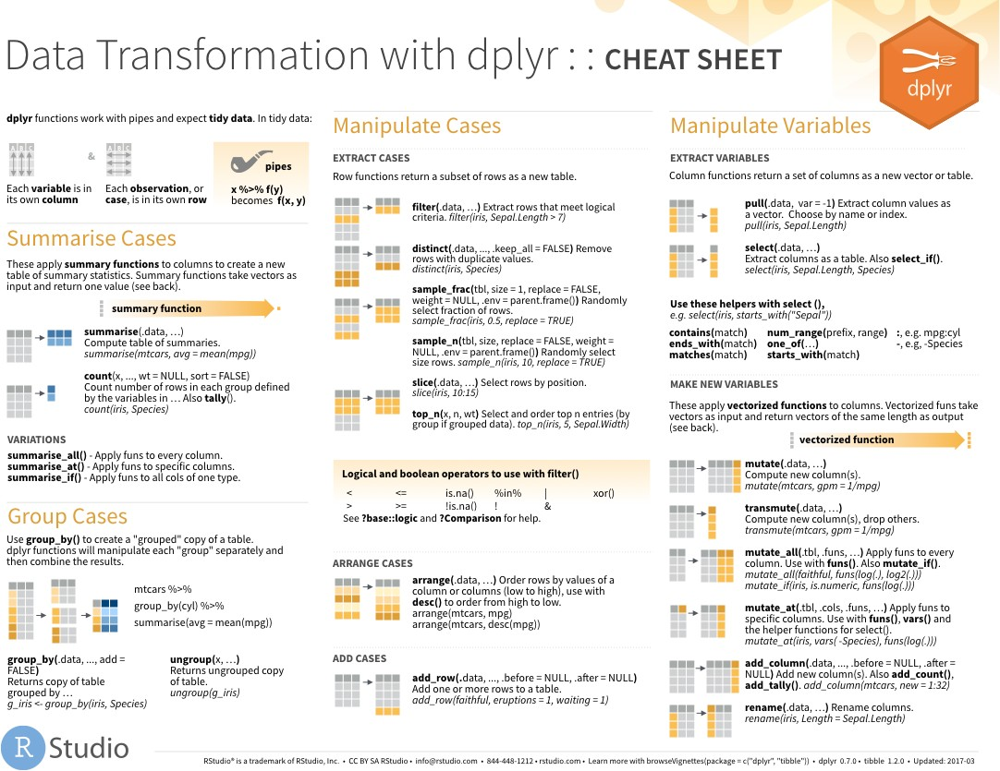 Data Transformation with dplyr : : CHEAT SHEET
dplyr
dplyr functions work with pipes and expect tidy data. In tidy data:
A B C
&
A B C
pipes
Each variable is in
its own column
Each observation, or
case, is in its own row
x %>% f(y)
becomes f(x, y)
Summarise Cases
These apply summary functions to columns to create a new
table of summary statistics. Summary functions take vectors as
input and return one value (see back).
summary function
summarise(.data, …)
Compute table of summaries.
summarise(mtcars, avg = mean(mpg))
count(x, ..., wt = NULL, sort = FALSE)
Count number of rows in each group defined
by the variables in … Also tally().
count(iris, Species)
VARIATIONS
summarise_all() - Apply funs to every column.
summarise_at() - Apply funs to specific columns.
summarise_if() - Apply funs to all cols of one type.
Group Cases
Use group_by() to create a "grouped" copy of a table.
dplyr functions will manipulate each "group" separately and
then combine the results.
mtcars %>%
group_by(cyl) %>%
summarise(avg = mean(mpg))
group_by(.data, ..., add =
FALSE)
Returns copy of table
grouped by …
g_iris <- group_by(iris, Species)
ungroup(x, …)
Returns ungrouped copy
of table.
ungroup(g_iris)
Manipulate Cases
EXTRACT CASES
Row functions return a subset of rows as a new table.
filter(.data, …) Extract rows that meet logical
criteria. filter(iris, Sepal.Length > 7)
distinct(.data, ..., .keep_all = FALSE) Remove
rows with duplicate values.
distinct(iris, Species)
sample_frac(tbl, size = 1, replace = FALSE,
weight = NULL, .env = parent.frame()) Randomly
select fraction of rows.
sample_frac(iris, 0.5, replace = TRUE)
sample_n(tbl, size, replace = FALSE, weight =
NULL, .env = parent.frame()) Randomly select
size rows. sample_n(iris, 10, replace = TRUE)
slice(.data, …) Select rows by position.
slice(iris, 10:15)
top_n(x, n, wt) Select and order top n entries (by
group if grouped data). top_n(iris, 5, Sepal.Width)
Logical and boolean operators to use with filter()
< <= is.na() %in% | xor()
> >= !is.na() ! &
See ?base::logic and ?Comparison for help.
ARRANGE CASES
arrange(.data, …) Order rows by values of a
column or columns (low to high), use with
desc() to order from high to low.
arrange(mtcars, mpg)
arrange(mtcars, desc(mpg))
ADD CASES
add_row(.data, ..., .before = NULL, .after = NULL)
Add one or more rows to a table.
add_row(faithful, eruptions = 1, waiting = 1)
Manipulate Variables
EXTRACT VARIABLES
Column functions return a set of columns as a new vector or table.
pull(.data, var = -1) Extract column values as
a vector. Choose by name or index.
pull(iris, Sepal.Length)
select(.data, …)
Extract columns as a table. Also select_if().
select(iris, Sepal.Length, Species)
Use these helpers with select (),
e.g. select(iris, starts_with("Sepal"))
contains(match) num_range(prefix, range) :, e.g. mpg:cyl
ends_with(match) one_of(…) -, e.g, -Species
matches(match) starts_with(match)
MAKE NEW VARIABLES
These apply vectorized functions to columns. Vectorized funs take
vectors as input and return vectors of the same length as output
(see back).
vectorized function
mutate(.data, …)
Compute new column(s).
mutate(mtcars, gpm = 1/mpg)
transmute(.data, …)
Compute new column(s), drop others.
transmute(mtcars, gpm = 1/mpg)
mutate_all(.tbl, .funs, …) Apply funs to every
column. Use with funs(). Also mutate_if().
mutate_all(faithful, funs(log(.), log2(.)))
mutate_if(iris, is.numeric, funs(log(.)))
mutate_at(.tbl, .cols, .funs, …) Apply funs to
specific columns. Use with funs(), vars() and
the helper functions for select().
mutate_at(iris, vars( -Species), funs(log(.)))
add_column(.data, ..., .before = NULL, .after =
NULL) Add new column(s). Also add_count(),
add_tally(). add_column(mtcars, new = 1:32)
rename(.data, …) Rename columns.
rename(iris, Length = Sepal.Length)
R Studio
RStudio® is a trademark of RStudio, Inc. • CC BY SA RStudio • info@rstudio.com • 844-448-1212 • rstudio.com • Learn more with browseVignettes(package = c("dplyr", "tibble")) • dplyr 0.7.0 • tibble 1.2.0 • Updated: 2017-03